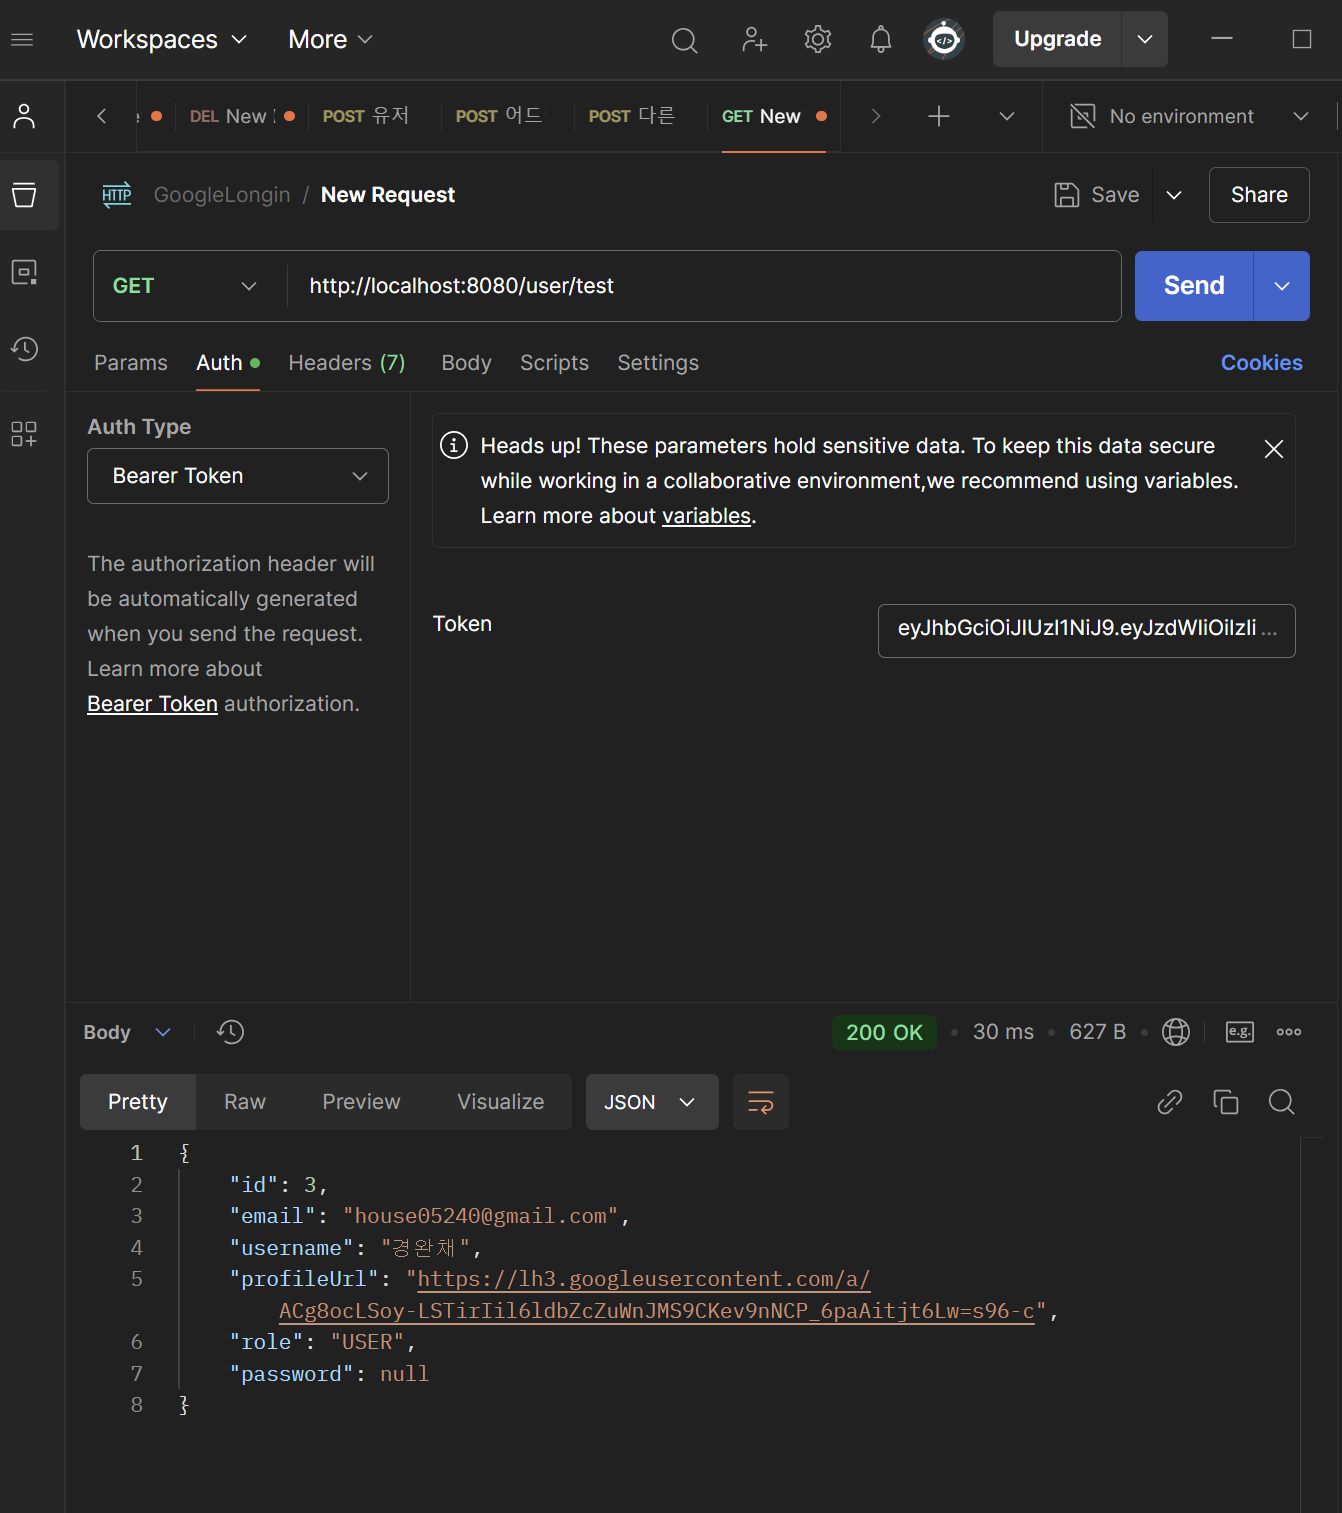 Workspaces
More
Upgrade
DEL New
POST 유저
POST 어드
POST 다른
GET New
No environment
HTTP
GoogleLongin / New Request
Save
Share
GET
http://localhost:8080/user/test
Send
Params
Auth
Headers (7)
Body
Scripts
Settings
Cookies
Auth Type
Bearer Token
The authorization header will
be automatically generated
when you send the request.
Learn more about
Bearer Token authorization.
Heads up! These parameters hold sensitive data. To keep this data secure
while working in a collaborative environment,we recommend using variables.
Learn more about variables.
Token
eyJhbGciOiJIUzI1NiJ9.eyJzdWIiOiIzIi ...
Body
200 OK
30 ms
627 B
e.g.
Pretty
Raw
Preview
Visualize
JSON
1 {
2 "id": 3,
3 "email": "house05240@gmail.com",
4 "username": "경완채",
5 "profileUrl": "https://lh3.googleusercontent.com/a/
ACg8ocLSoy-LSTirIil6ldbZcZuWnJMS9CKev9nNCP_6paAitjt6Lw=s96-c",
6 "role": "USER",
7 "password": null
8 }